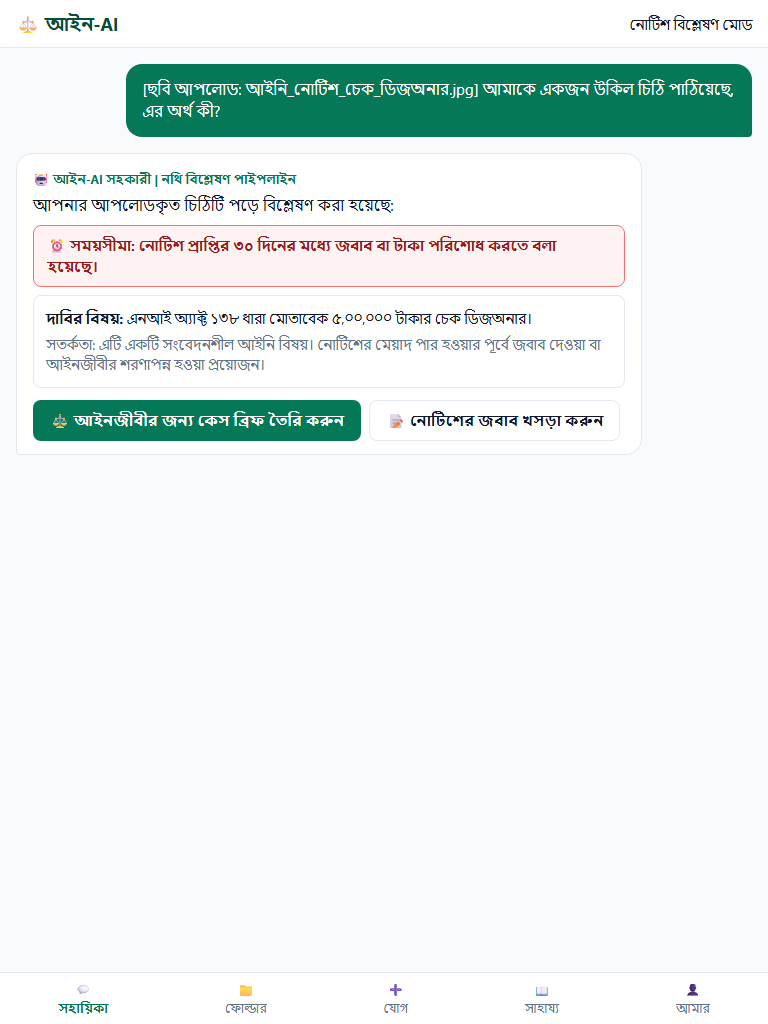 আইন-AI
নোটিশ বিশ্লেষণ মোড
[ছবি আপলোড: আইনি_নোটিশ_চেক_ডিজঅনার.jpg] আমাকে একজন উকিল চিঠি পাঠিয়েছে,
এর অর্থ কী?
আইন-AI সহকারী | নথি বিশ্লেষণ পাইপলাইন
আপনার আপলোডকৃত চিঠিটি পড়ে বিশ্লেষণ করা হয়েছে:
সময়সীমা: নোটিশ প্রাপ্তির ৩০ দিনের মধ্যে জবাব বা টাকা পরিশোধ করতে বলা
হয়েছে।
দাবির বিষয়: এনআই অ্যাক্ট ১৩৮ ধারা মোতাবেক ৫,০০,০০০ টাকার চেক ডিজঅনার।
সতর্কতা: এটি একটি সংবেদনশীল আইনি বিষয়। নোটিশের মেয়াদ পার হওয়ার পূর্বে জবাব দেওয়া বা
আইনজীবীর শরণাপন্ন হওয়া প্রয়োজন।
আইনজীবীর জন্য কেস ব্রিফ তৈরি করুন
নোটিশের জবাব খসড়া করুন
সহায়িকা
ফোল্ডার
যোগ
সাহায্য
আমার